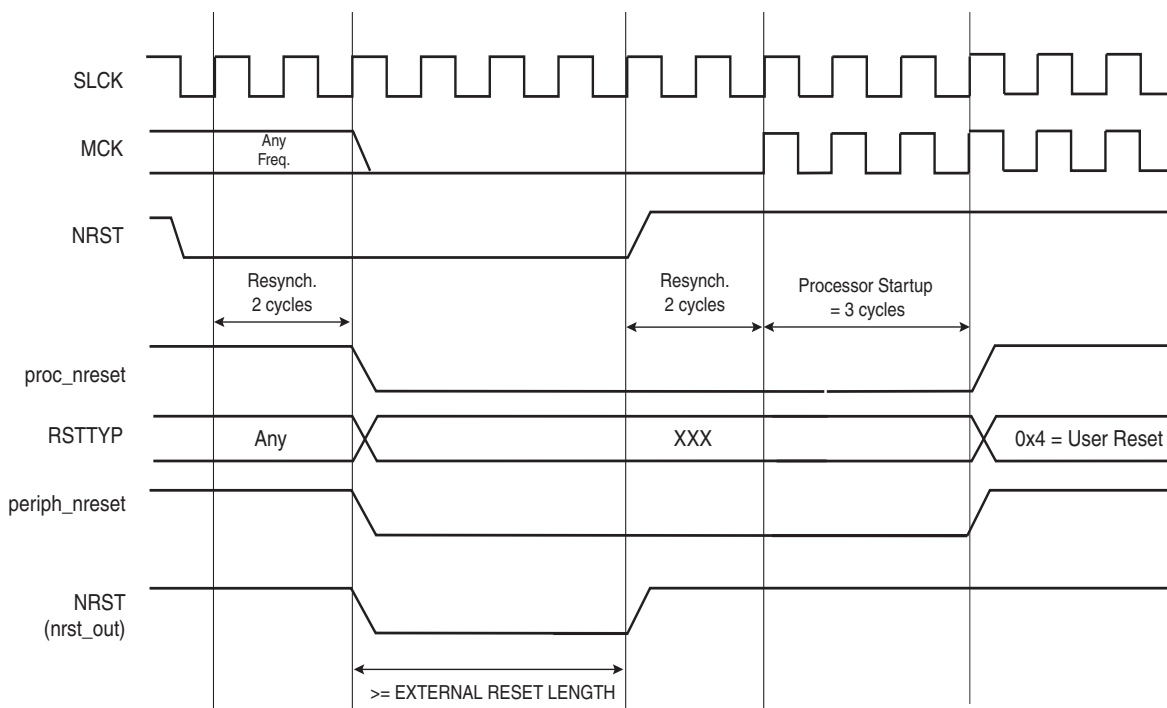 SLCK
MCK
Any
Freq.
NRST
Resynch.
2 cycles
Resynch.
2 cycles
Processor Startup
= 3 cycles
proc_nreset
RSTTYP
Any
XXX
0x4 = User Reset
periph_nreset
NRST
(nrst_out)
>= EXTERNAL RESET LENGTH